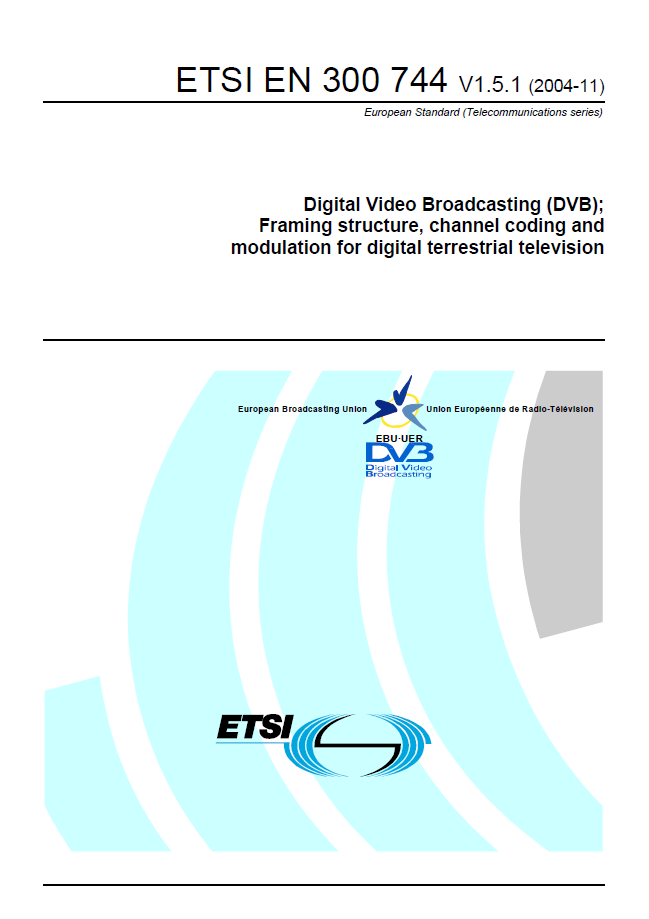 ETSI EN 300 744 V1.5.1 (2004-11)
European Standard (Telecommunications series)
Digital Video Broadcasting (DVB);
Framing structure, channel coding and
modulation for digital terrestrial television
European Broadcasting Union
Union Européenne de Radio-Télévision
EBU·UER
DVB
Digital Video
Broadcasting
ETSI